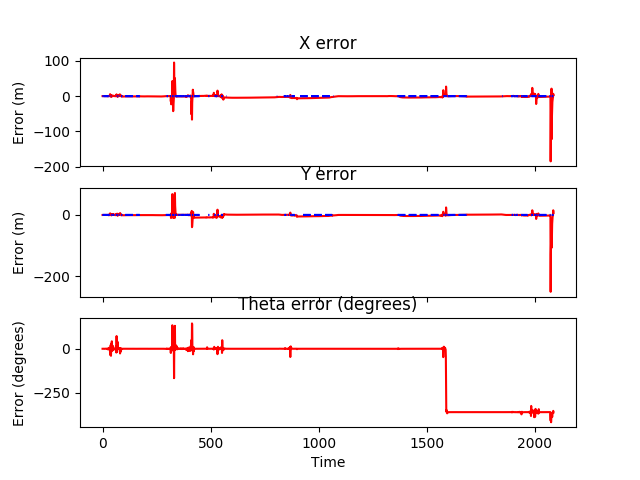 X error
100
0
−100
−200
Error (m)
Y error
0
−200
Error (m)
Theta error (degrees)
0
−250
Error (degrees)
0 500 1000 1500 2000
Time